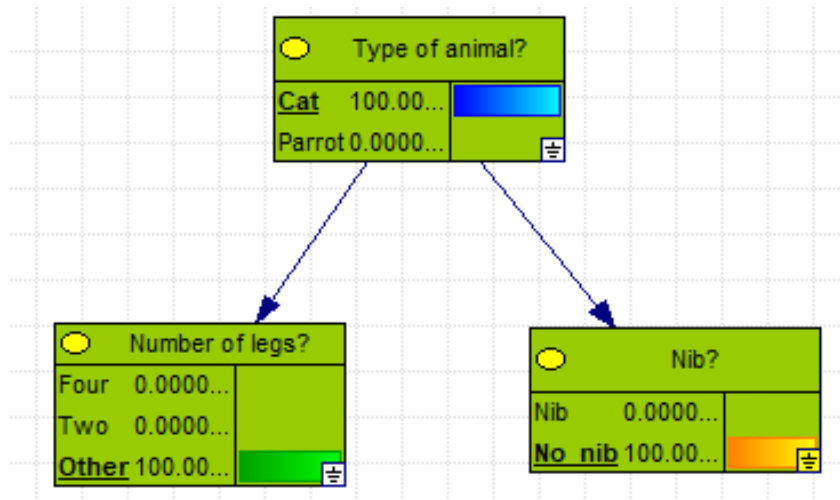 Type of animal?
Cat 100.00...
Parrot 0.0000...
Number of legs?
Four 0.0000...
Two 0.0000...
Other 100.00...
Nib?
Nib 0.0000...
No_nib 100.00...